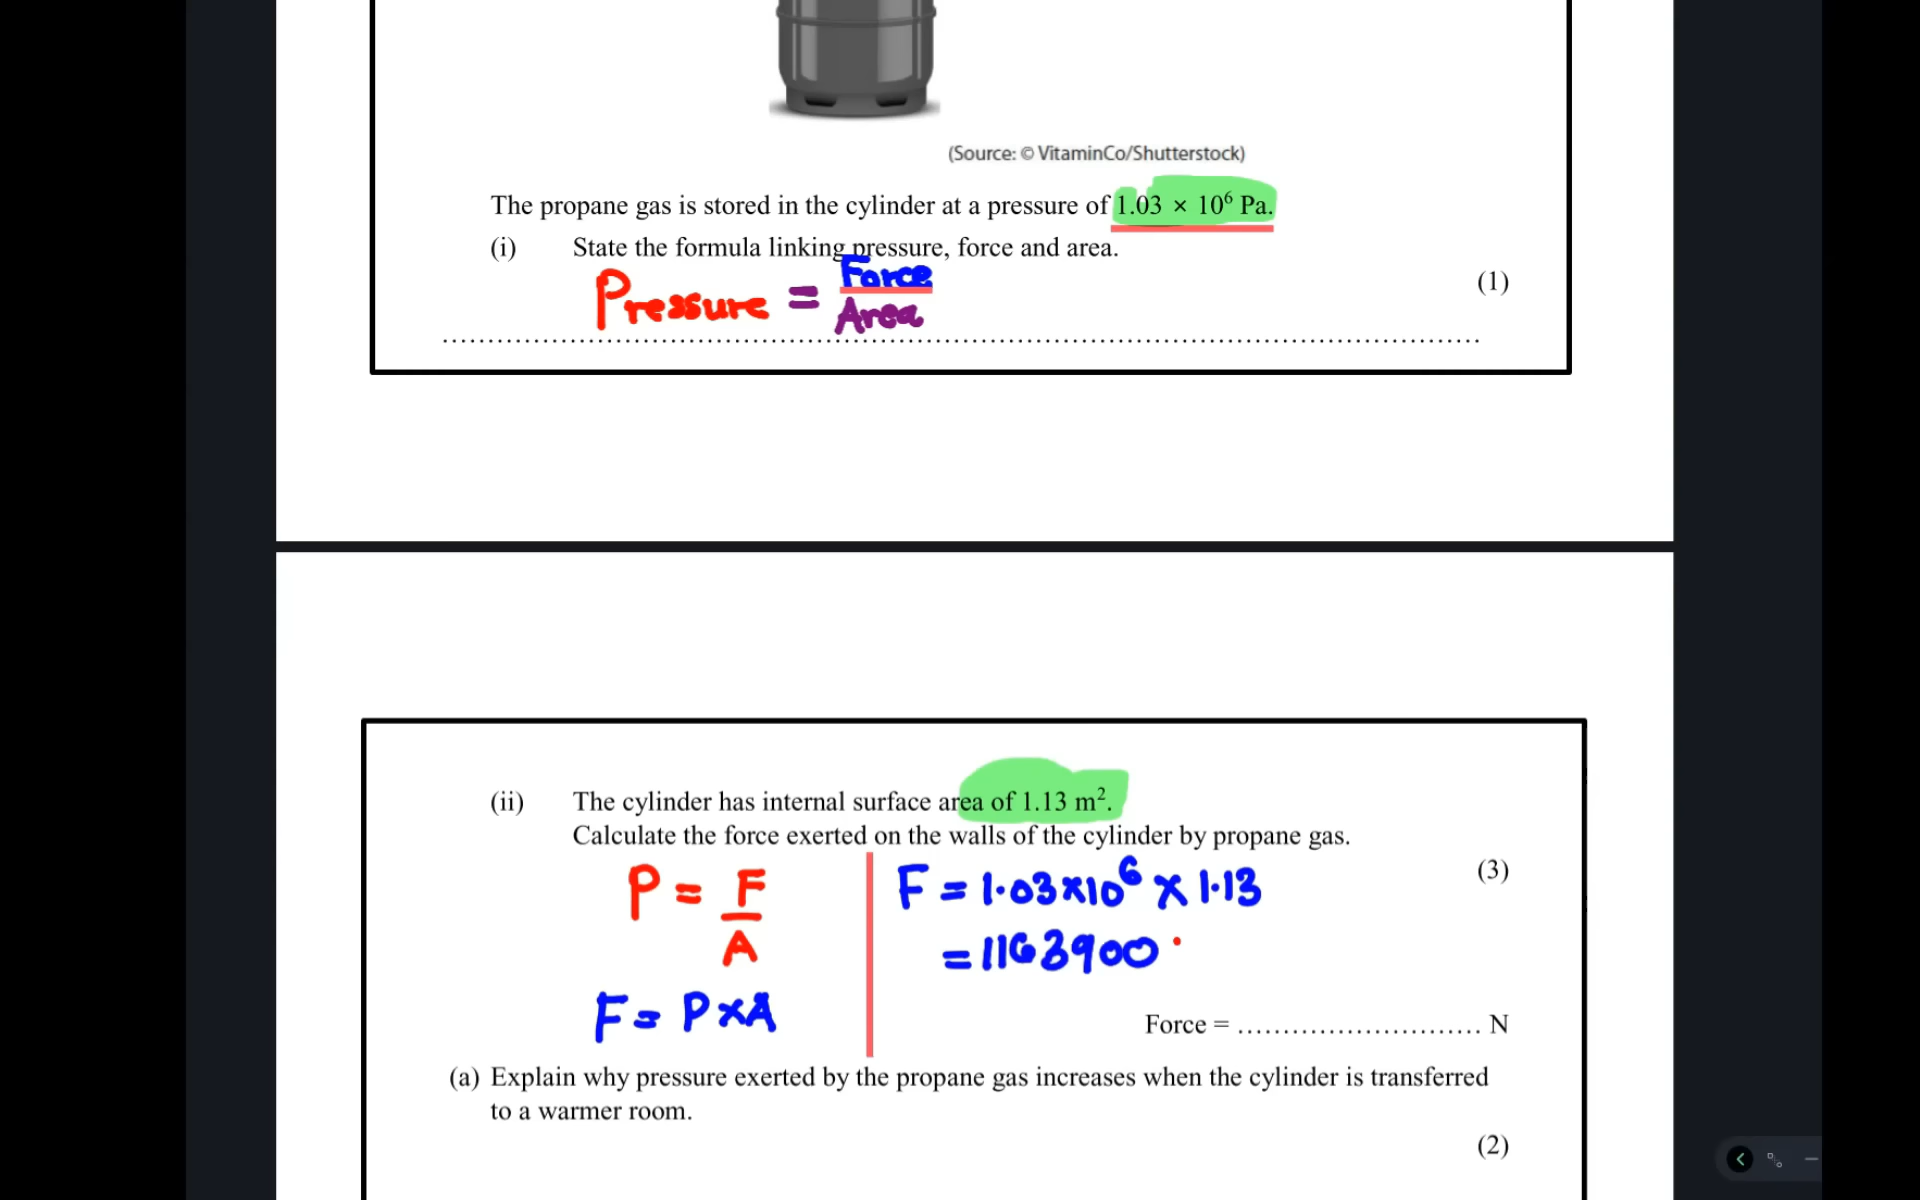 (Source: © VitaminCo/Shutterstock)
The propane gas is stored in the cylinder at a pressure of 1.03 × 10⁶ Pa.
(i) State the formula linking pressure, force and area.
(1)
Pressure = Force
Area
(ii) The cylinder has internal surface area of 1.13 m².
Calculate the force exerted on the walls of the cylinder by propane gas.
(3)
P = F
A
F = P × A
F = 1.03×10⁶ × 1.13
= 1163900
Force = .......................... N
(a) Explain why pressure exerted by the propane gas increases when the cylinder is transferred
to a warmer room.
(2)